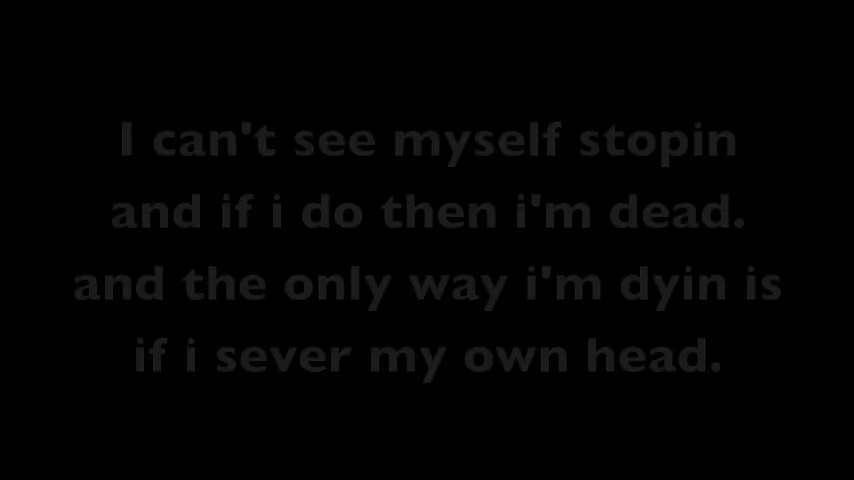 I can't see myself stopin
and if i do then i'm dead.
and the only way i'm dyin is
if i sever my own head.